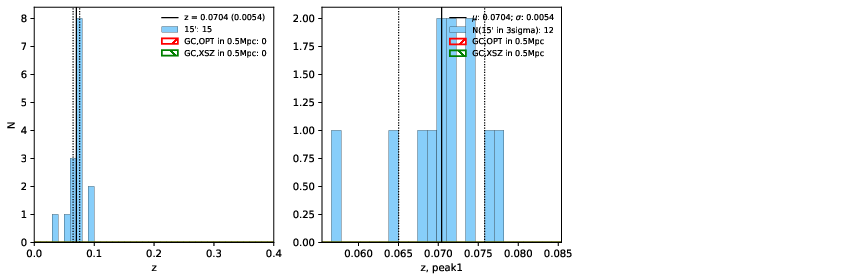 z = 0.0704 (0.0054)
15': 15
GC,OPT in 0.5Mpc: 0
GC,XSZ in 0.5Mpc: 0
8
7
6
5
4
3
2
1
0
N
0.0 0.1 0.2 0.3 0.4
z
μ: 0.0704; σ: 0.0054
N(15' in 3sigma): 12
GC,OPT in 0.5Mpc
GC,XSZ in 0.5Mpc
2.00
1.75
1.50
1.25
1.00
0.75
0.50
0.25
0.00
0.060 0.065 0.070 0.075 0.080 0.085
z, peak1